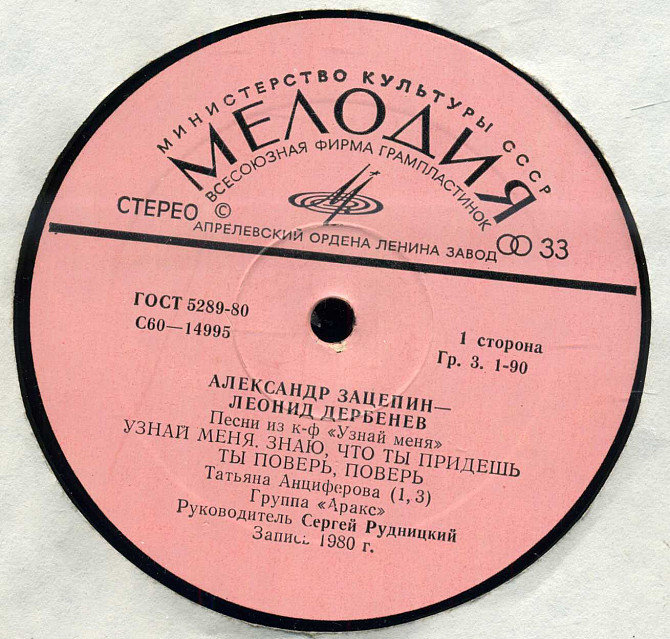 МИНИСТЕРСТВО КУЛЬТУРЫ СССР
МЕЛОДИЯ
ВСЕСОЮЗНАЯ ФИРМА ГРАМПЛАСТИНОК
СТЕРЕО ©
33
АПРЕЛЕВСКИЙ ОРДЕНА ЛЕНИНА ЗАВОД
ГОСТ 5289-80
С60—14995
1 сторона
Гр. 3. 1-90
АЛЕКСАНДР ЗАЦЕПИН—
ЛЕОНИД ДЕРБЕНЕВ
Песни из к-ф «Узнай меня»
УЗНАЙ МЕНЯ. ЗНАЮ, ЧТО ТЫ ПРИДЕШЬ
ТЫ ПОВЕРЬ, ПОВЕРЬ
Татьяна Анциферова (1, 3)
Группа «Аракс»
Руководитель Сергей Рудницкий
Запись 1980 г.